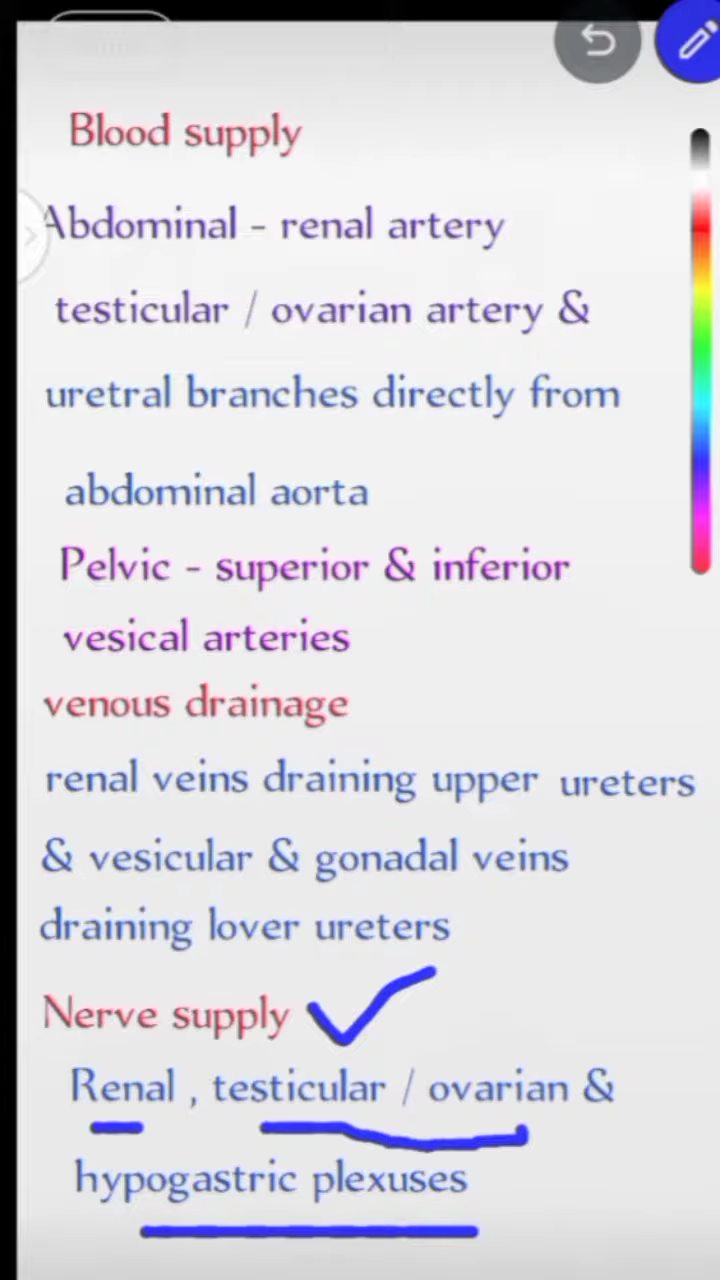 Blood supply
Abdominal - renal artery
testicular / ovarian artery &
uretral branches directly from
abdominal aorta
Pelvic - superior & inferior
vesical arteries
venous drainage
renal veins draining upper ureters
& vesicular & gonadal veins
draining lover ureters
Nerve supply
Renal , testicular / ovarian &
hypogastric plexuses